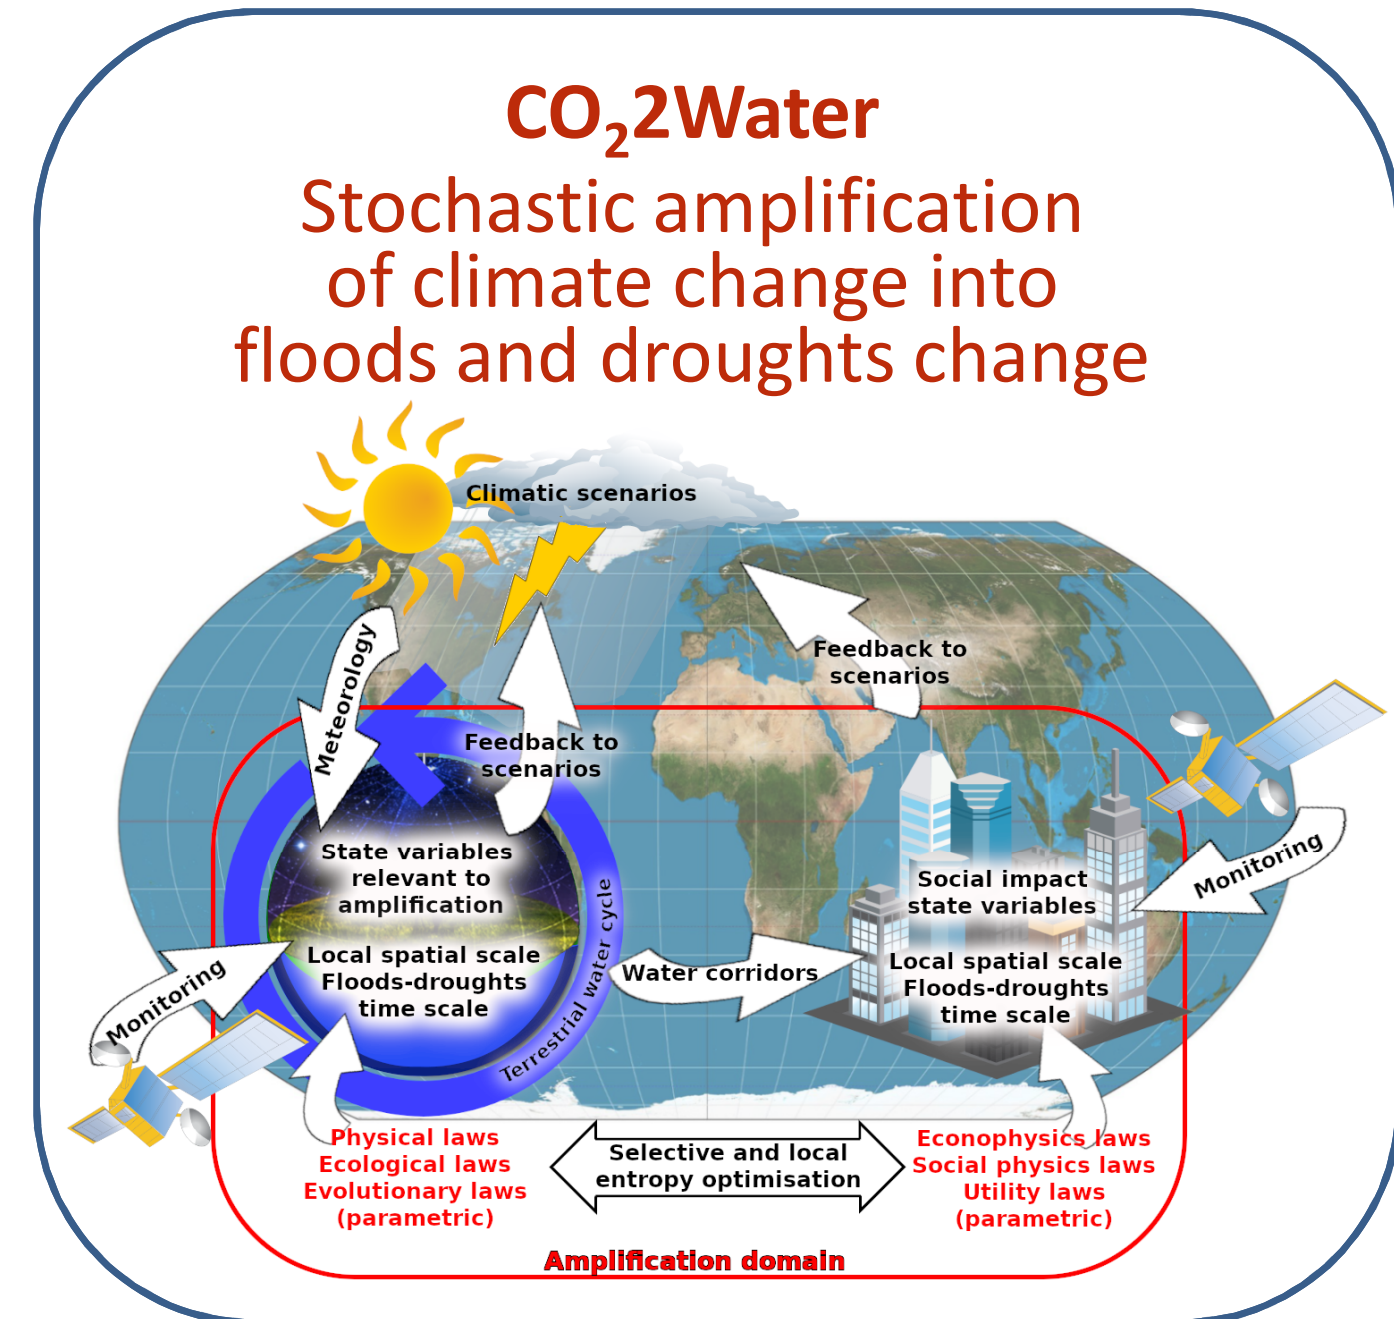 CO₂2Water
Stochastic amplification
of climate change into
floods and droughts change
Climatic scenarios
Meteorology
Feedback to
scenarios
Feedback to
scenarios
State variables
relevant to
amplification
Local spatial scale
Floods-droughts
time scale
Terrestrial water cycle
Monitoring
Water corridors
Social impact
state variables
Local spatial scale
Floods-droughts
time scale
Monitoring
Physical laws
Ecological laws
Evolutionary laws
(parametric)
Selective and local
entropy optimisation
Econophysics laws
Social physics laws
Utility laws
(parametric)
Amplification domain